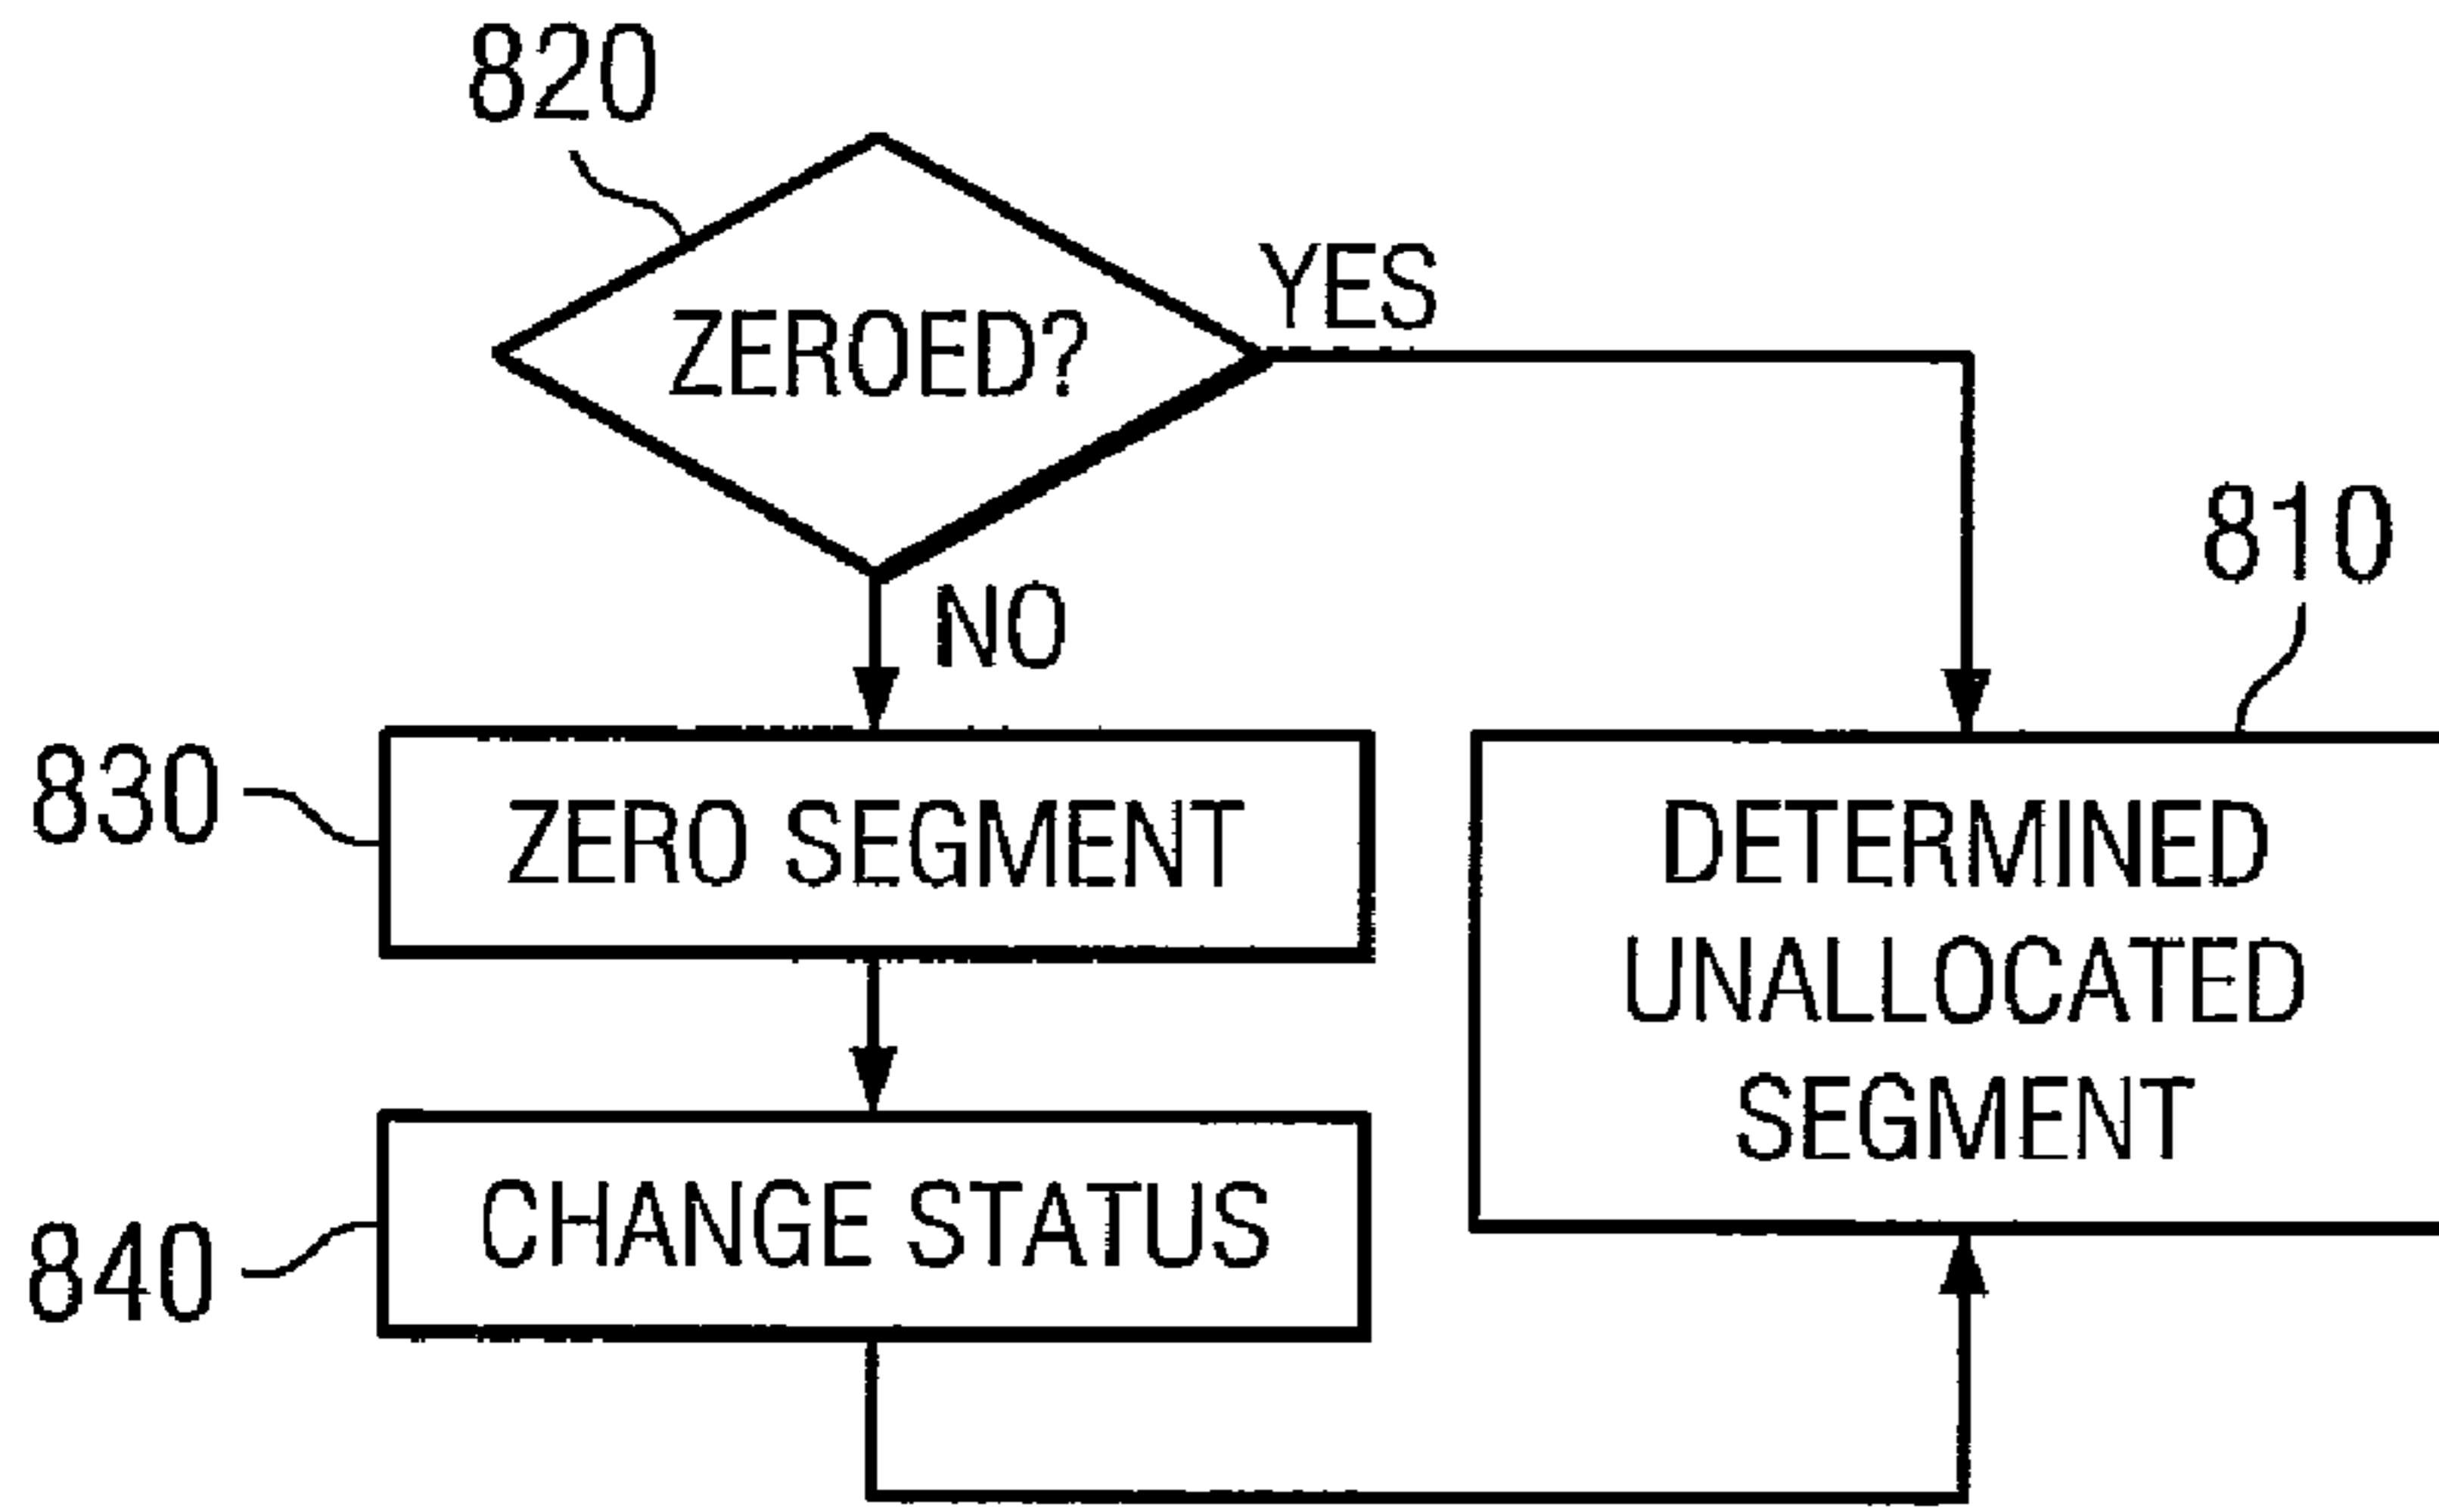 820
ZEROED?
YES
NO
810
830
ZERO SEGMENT
DETERMINED
UNALLOCATED
SEGMENT
840
CHANGE STATUS